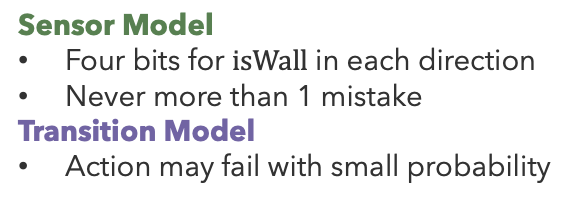 Sensor Model
• Four bits for isWall in each direction
• Never more than 1 mistake
Transition Model
• Action may fail with small probability